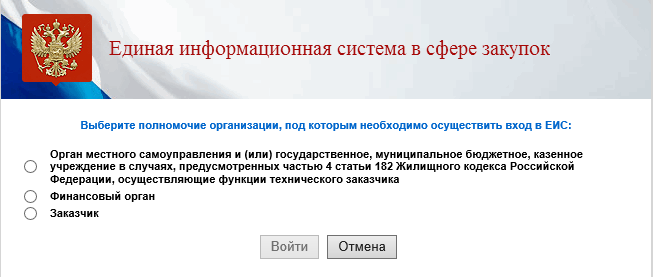 Единая информационная система в сфере закупок
Выберите полномочие организации, под которым необходимо осуществить вход в ЕИС:
Орган местного самоуправления и (или) государственное, муниципальное бюджетное, казенное
учреждение в случаях, предусмотренных частью 4 статьи 182 Жилищного кодекса Российской
Федерации, осуществляющие функции технического заказчика
Финансовый орган
Заказчик
Войти Отмена